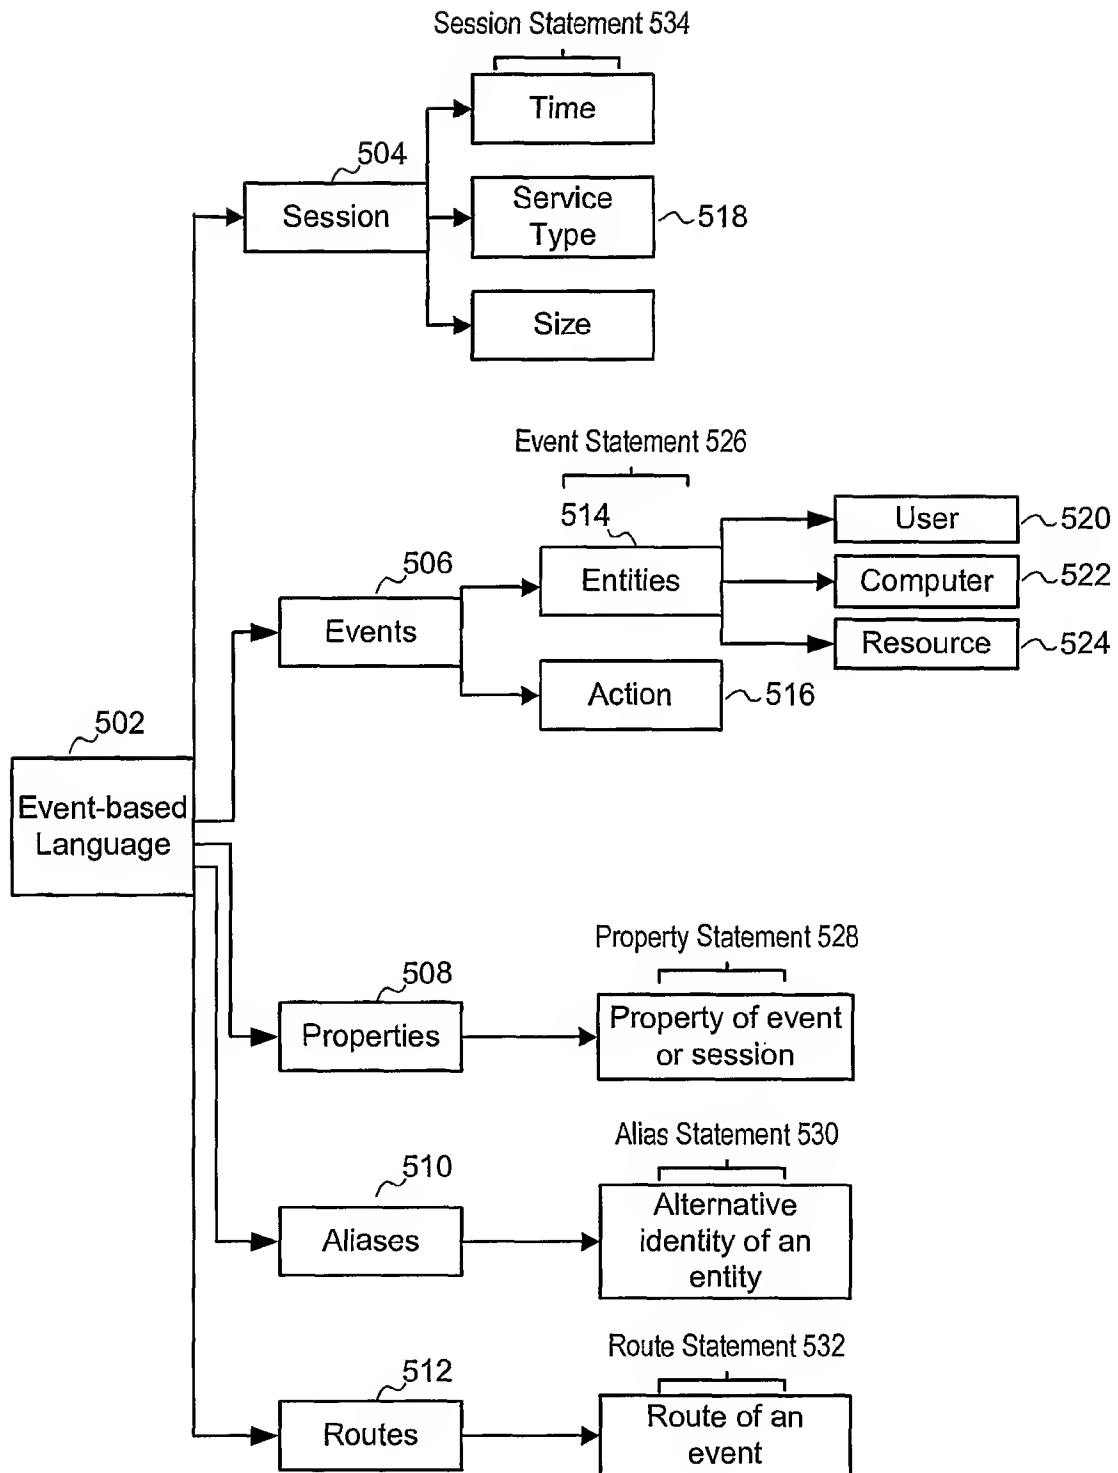 Session Statement 534
Time
504
Session
Service
Type
518
Size
Event Statement 526
514
User
520
506
Entities
Computer
522
Events
Resource
524
Action
516
502
Event-based
Language
Property Statement 528
508
Properties
Property of event
or session
Alias Statement 530
510
Aliases
Alternative
identity of an
entity
Route Statement 532
512
Routes
Route of an
event